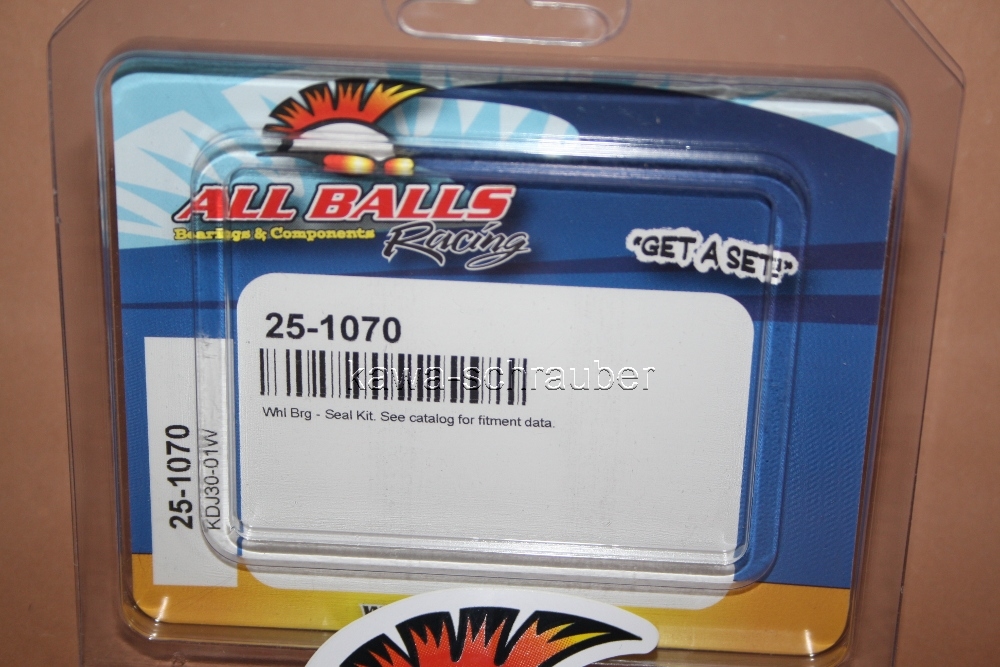 ALL BALLS
Bearings & Components
Racing
"GET A SET!"
25-1070
kawa-schrauber
Whl Brg - Seal Kit. See catalog for fitment data.
25-1070
KDJ30-01W